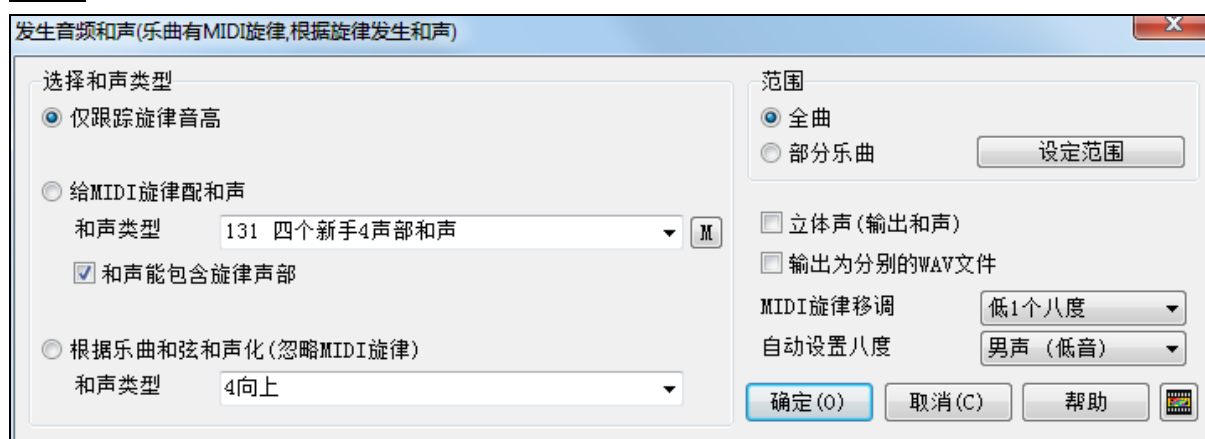 发生音频和声(乐曲有MIDI旋律,根据旋律发生和声)
选择和声类型
仅跟踪旋律音高
给MIDI旋律配和声
和声类型 131 四个新手4声部和声 M
和声能包含旋律声部
根据乐曲和弦和声化(忽略MIDI旋律)
和声类型 4向上
范围
全曲
部分乐曲 设定范围
立体声(输出和声)
输出为分别的WAV文件
MIDI旋律移调 低1个八度
自动设置八度 男声 (低音)
确定(O) 取消(C) 帮助